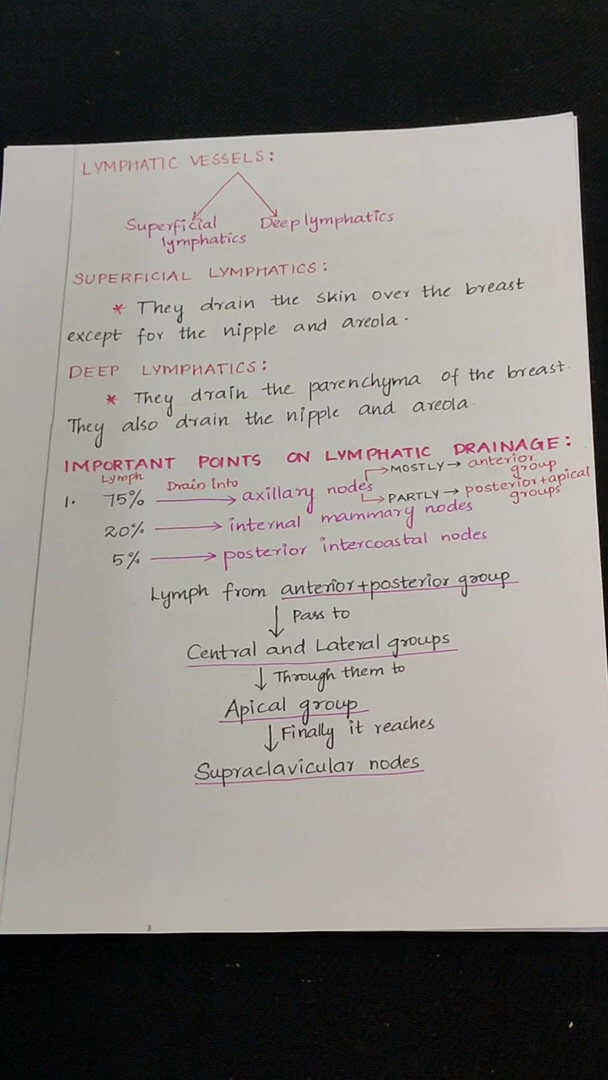 LYMPHATIC VESSELS:
Superficial lymphatics
Deep lymphatics
SUPERFICIAL LYMPHATICS:
* They drain the skin over the breast
except for the nipple and areola.
DEEP LYMPHATICS:
* They drain the parenchyma of the breast.
They also drain the nipple and areola.
IMPORTANT POINTS ON LYMPHATIC DRAINAGE:
1. Lymph 75% Drain into → axillary nodes
→ MOSTLY → anterior group
→ PARTLY → posterior + apical groups
20% → internal mammary nodes
5% → posterior intercoastal nodes
Lymph from anterior + posterior group
↓ Pass to
Central and Lateral groups
↓ Through them to
Apical group
↓ Finally it reaches
Supraclavicular nodes